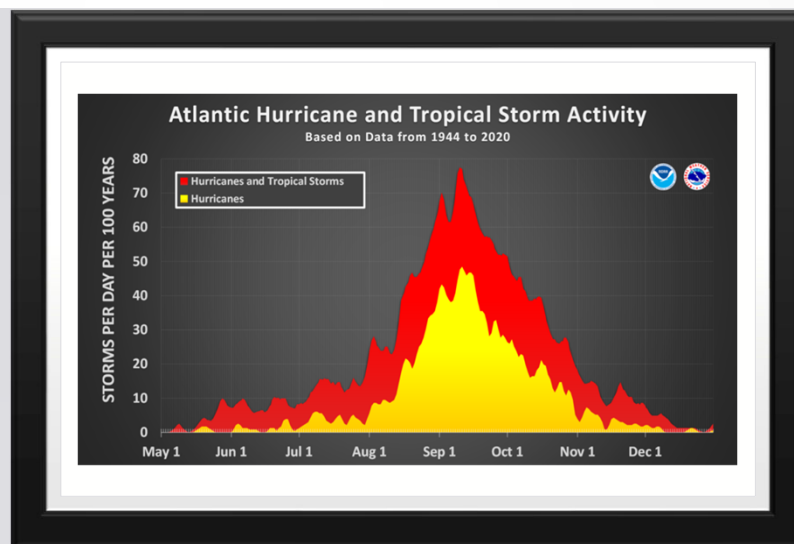 Atlantic Hurricane and Tropical Storm Activity
Based on Data from 1944 to 2020
STORMS PER DAY PER 100 YEARS
80
70
60
50
40
30
20
10
0
Hurricanes and Tropical Storms
Hurricanes
May 1 Jun 1 Jul 1 Aug 1 Sep 1 Oct 1 Nov 1 Dec 1